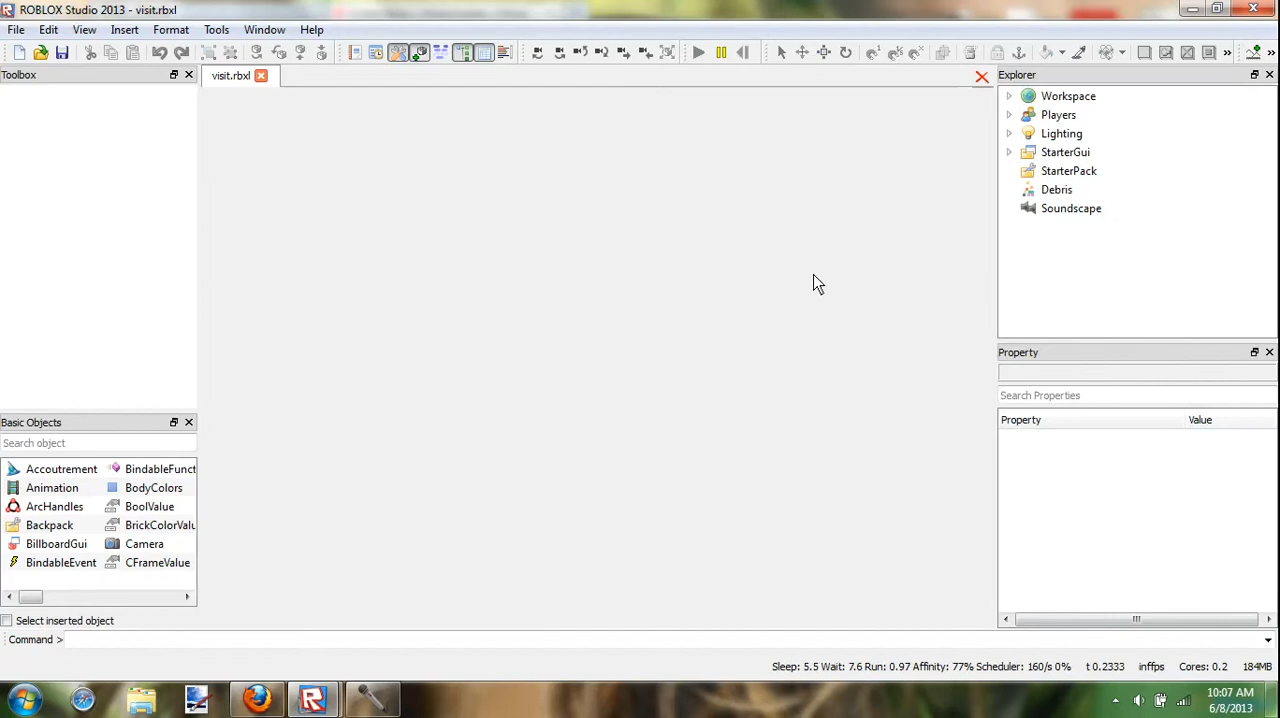 ROBLOX Studio 2013 - visit.rbxl
File Edit View Insert Format Tools Window Help
Toolbox
visit.rbxl
Explorer
Workspace
Players
Lighting
StarterGui
StarterPack
Debris
Soundscape
Property
Search Properties
Property Value
Basic Objects
Search object
Accoutrement BindableFunct
Animation BodyColors
ArcHandles BoolValue
Backpack BrickColorValu
BillboardGui Camera
BindableEvent CFrameValue
Select inserted object
Command >
Sleep: 5.5 Wait: 7.6 Run: 0.97 Affinity: 77% Scheduler: 160/s 0% t 0.2333 inffps Cores: 0.2 184MB
10:07 AM
6/8/2013